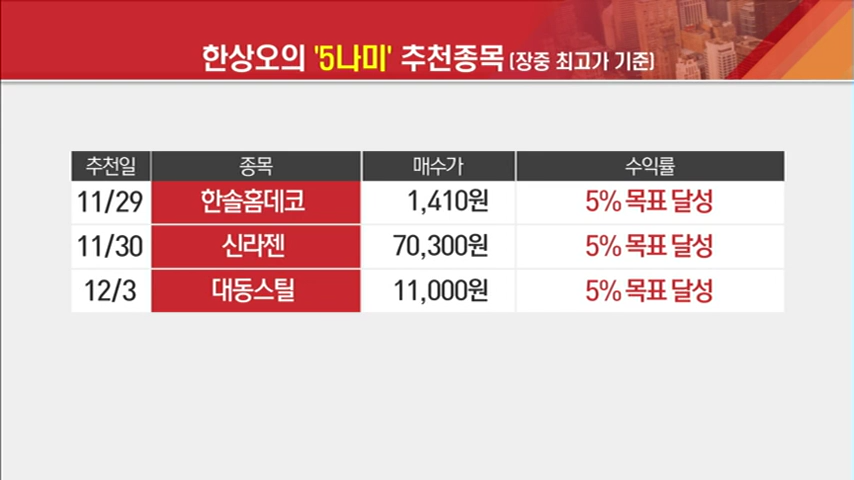 한상오의 '5나미' 추천종목 (장중 최고가 기준)
추천일 종목 매수가 수익률
11/29 한솔홈데코 1,410원 5% 목표 달성
11/30 신라젠 70,300원 5% 목표 달성
12/3 대동스틸 11,000원 5% 목표 달성